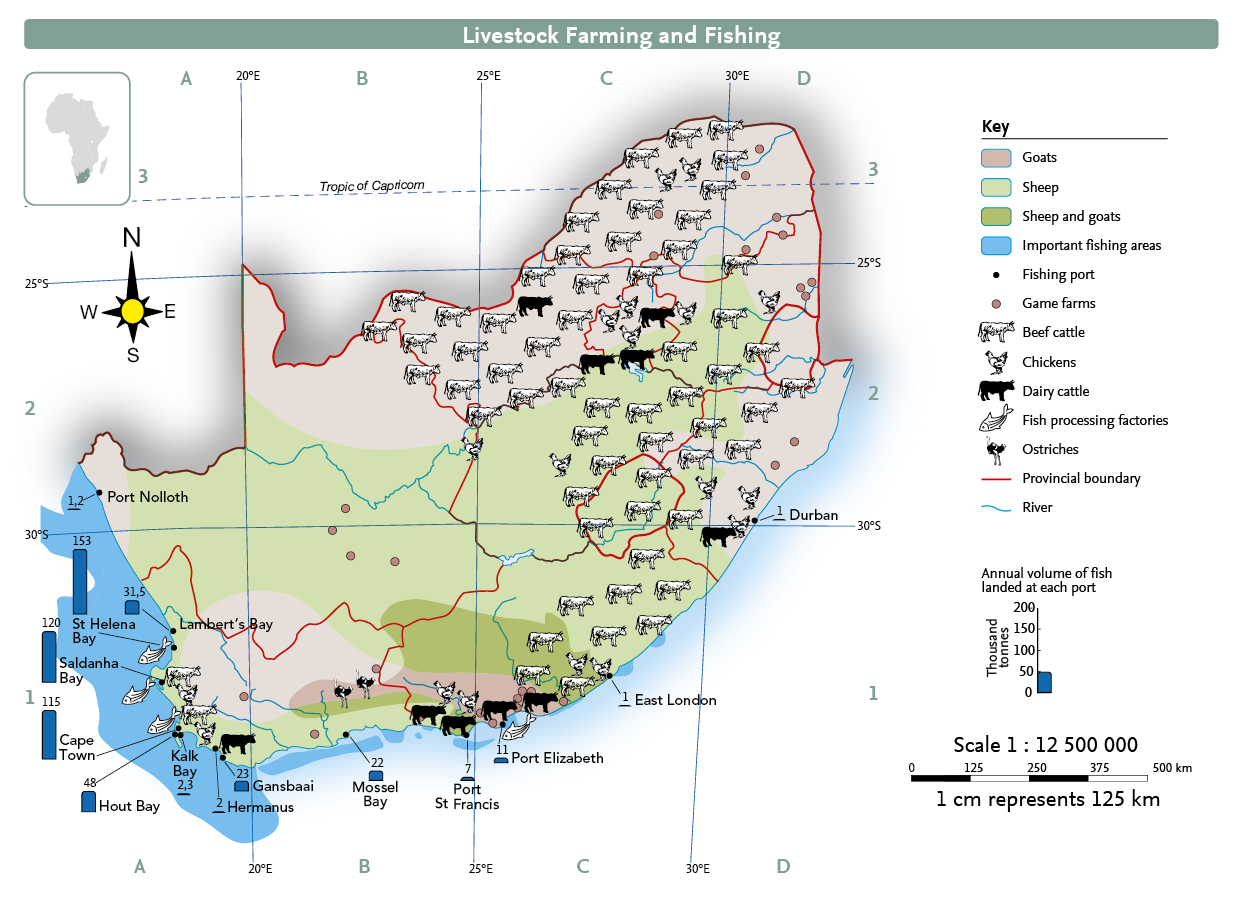 Livestock Farming and Fishing
A
20°E
B
25°E
C
30°E
D
3
Tropic of Capricorn
3
N
W
E
S
25°S
25°S
2
2
Port Nolloth
1,2
30°S
30°S
1
Durban
153
31,5
St Helena
Bay
Lambert's Bay
120
Saldanha
Bay
1
1
115
Cape
Town
1
East London
Kalk
Bay
2,3
48
Hout Bay
2
Hermanus
23
Gansbaai
22
Mossel
Bay
7
Port
St Francis
11
Port Elizabeth
A
20°E
B
25°E
C
30°E
D
Key
Goats
Sheep
Sheep and goats
Important fishing areas
Fishing port
Game farms
Beef cattle
Chickens
Dairy cattle
Fish processing factories
Ostriches
Provincial boundary
River
Annual volume of fish
landed at each port
Thousand
tonnes
200
150
100
50
0
Scale 1 : 12 500 000
0 125 250 375 500 km
1 cm represents 125 km